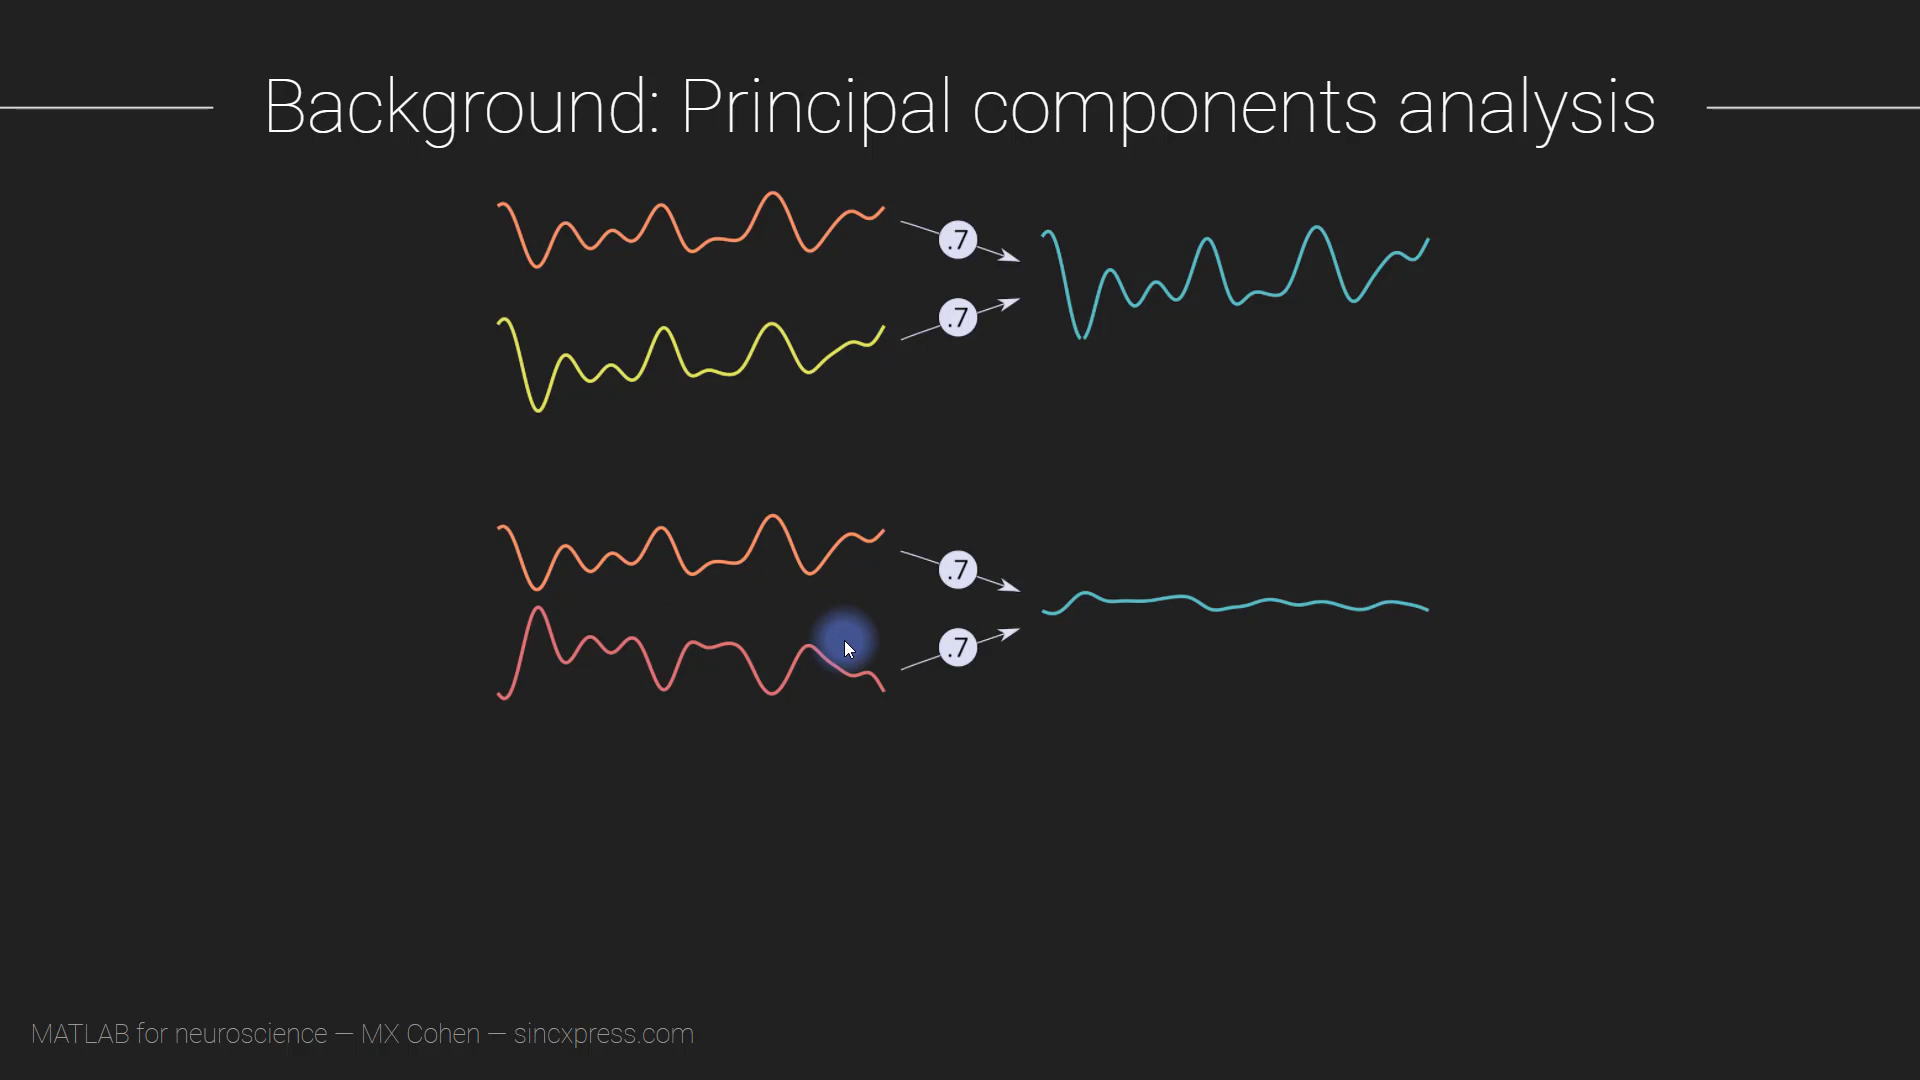 Background: Principal components analysis
.7
.7
.7
.7
MATLAB for neuroscience — MX Cohen — sincxpress.com